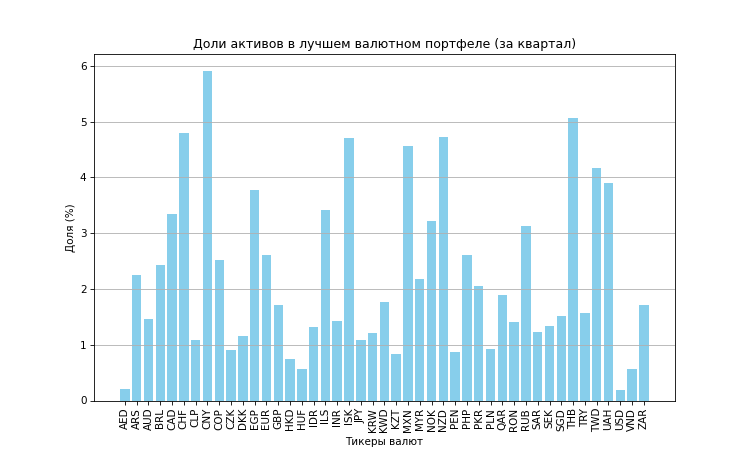 Доли активов в лучшем валютном портфеле (за квартал)
Доля (%)
6
5
4
3
2
1
0
AED ARS AUD BRL CAD CHF CLP CNY COP CZK DKK EGP EUR GBP HKD HUF IDR ILS INR ISK JPY KRW KWD KZT MXN MYR NOK NZD PEN PHP PKR PLN QAR RON RUB SAR SEK SGD THB TRY TWD UAH USD VND ZAR
Тикеры валют